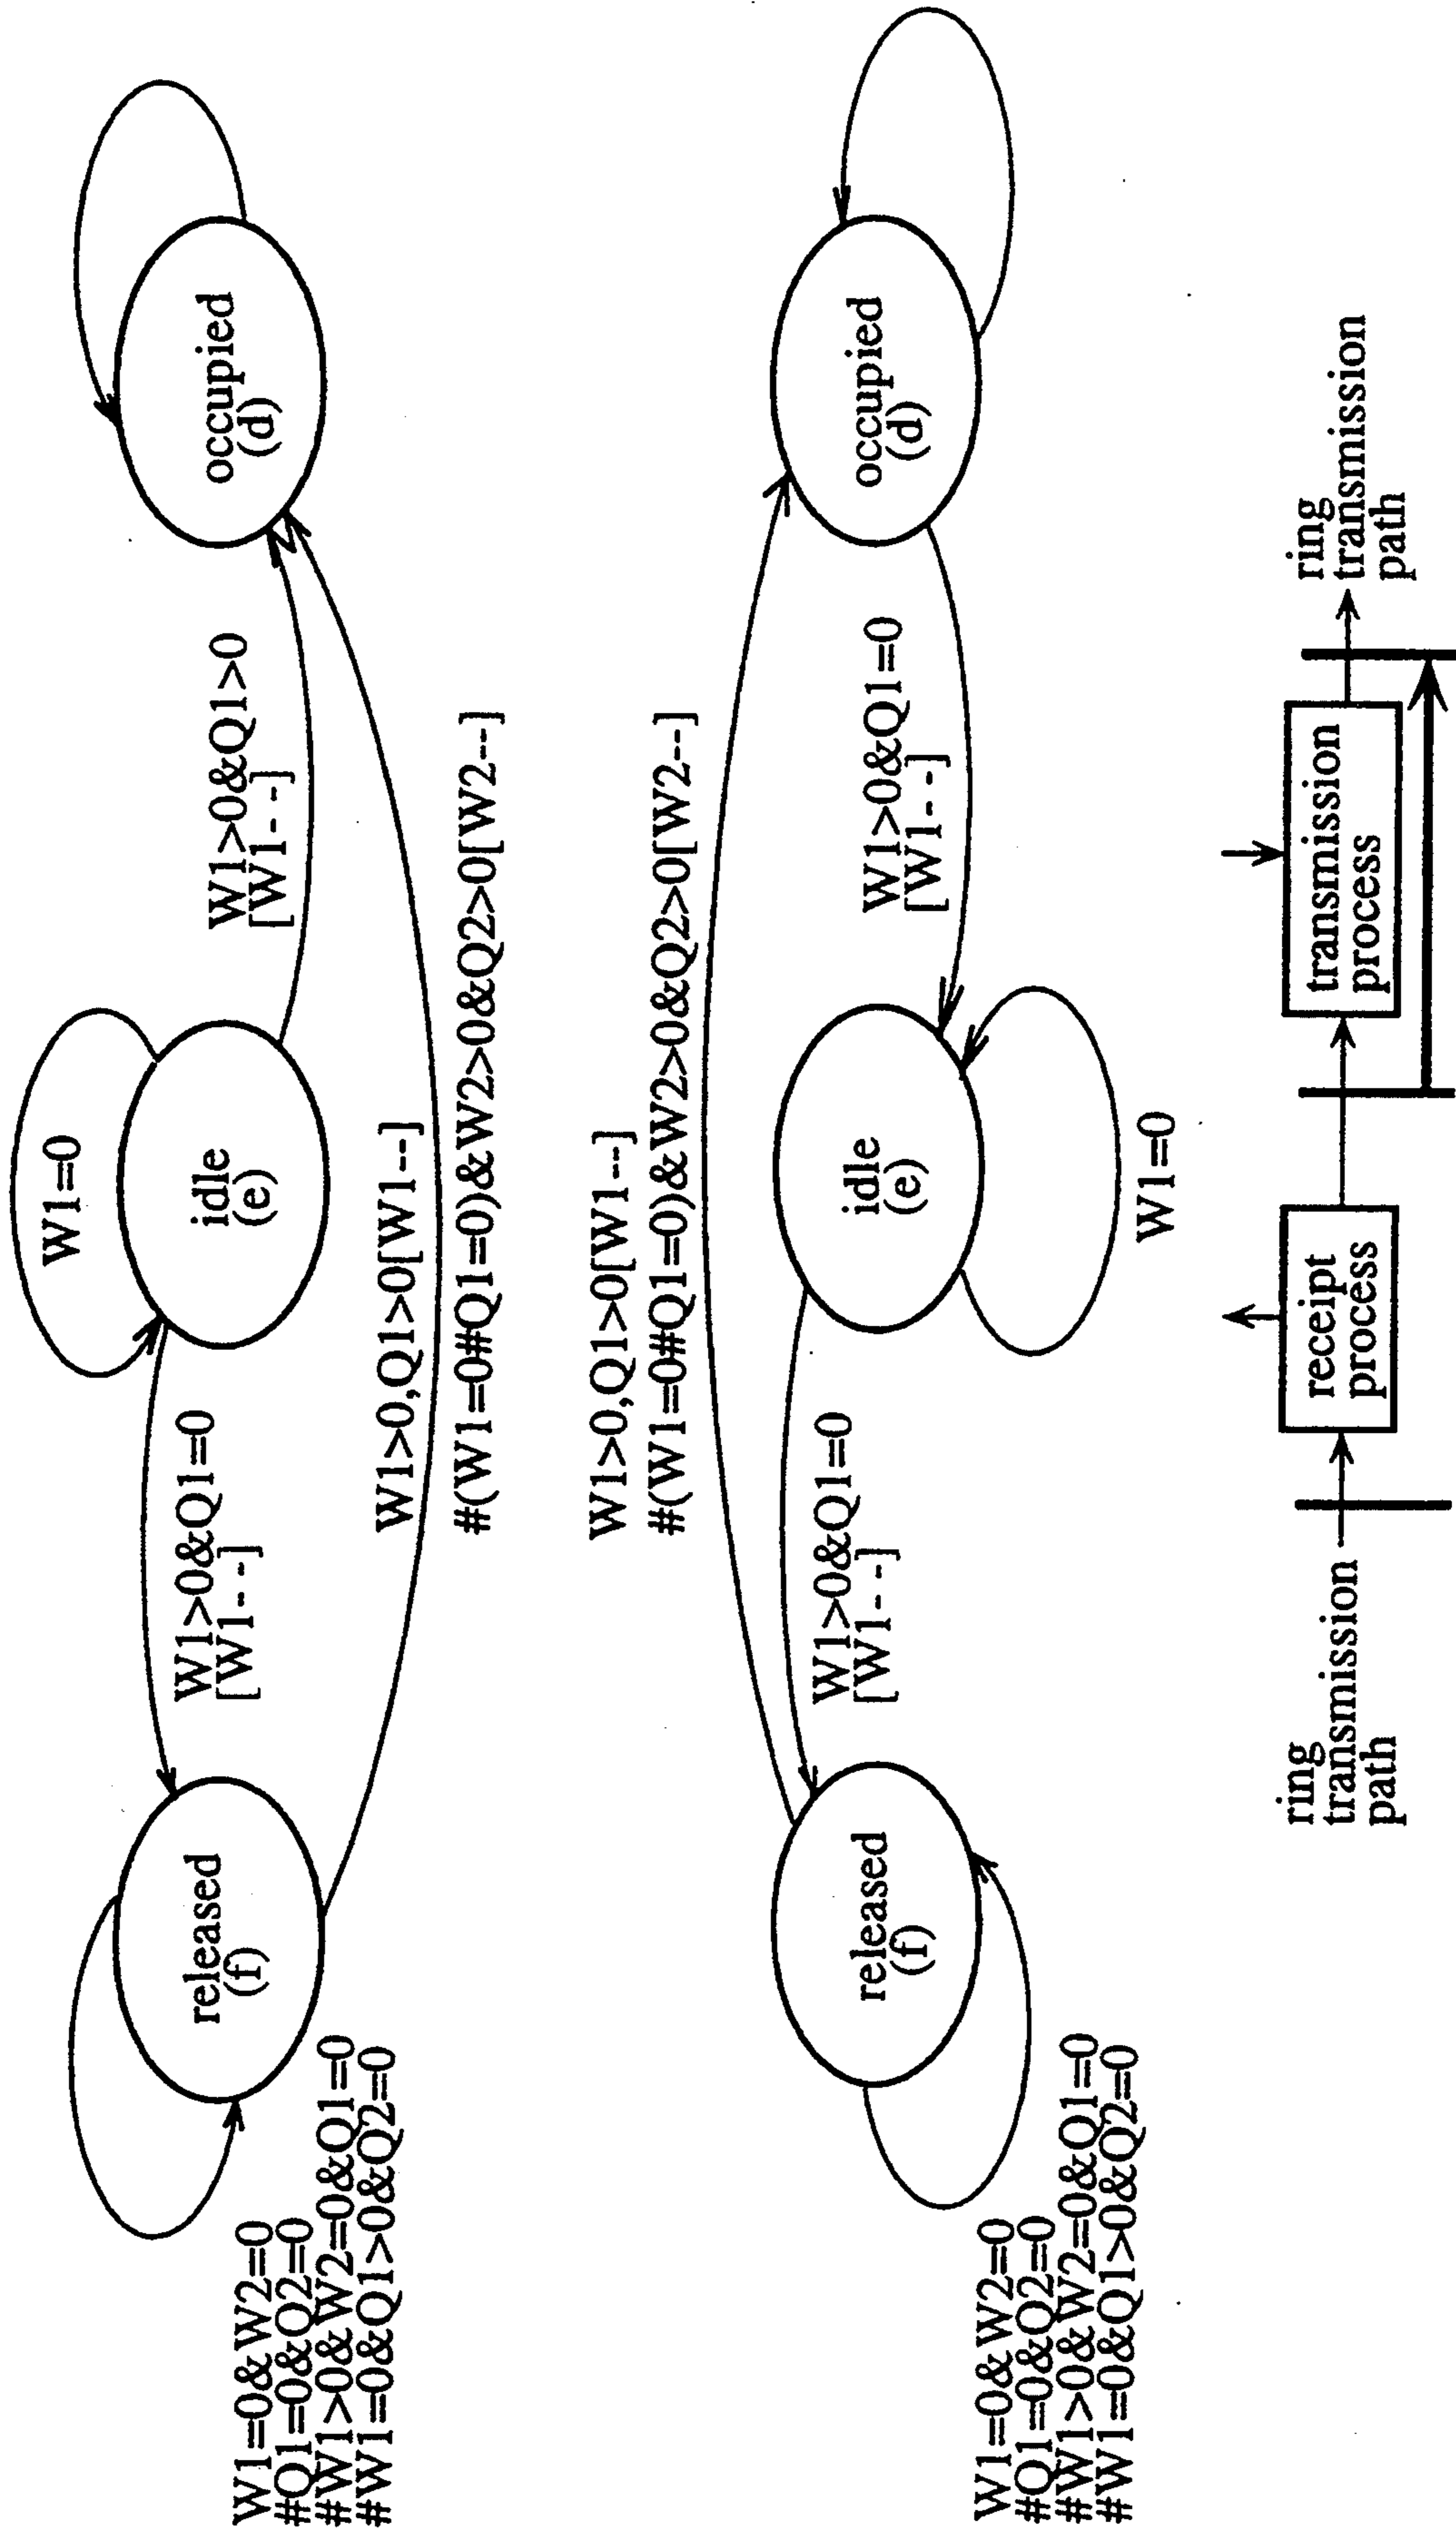 W1=0
idle
(e)
released
(f)
occupied
(d)
W1>0&Q1=0
[W1--]
W1>0&Q1>0
[W1--]
W1=0&W2=0
#Q1=0&Q2=0
#W1>0&W2=0&Q1=0
#W1=0&Q1>0&Q2=0
W1>0,Q1>0[W1--]
#(W1=0#Q1=0)&W2>0&Q2>0[W2--]
W1>0,Q1>0[W1--]
#(W1=0#Q1=0)&W2>0&Q2>0[W2--]
released
(f)
idle
(e)
occupied
(d)
W1>0&Q1=0
[W1--]
W1>0&Q1=0
[W1--]
W1=0&W2=0
#Q1=0&Q2=0
#W1>0&W2=0&Q1=0
#W1=0&Q1>0&Q2=0
W1=0
ring
transmission
path
receipt
process
transmission
process
ring
transmission
path